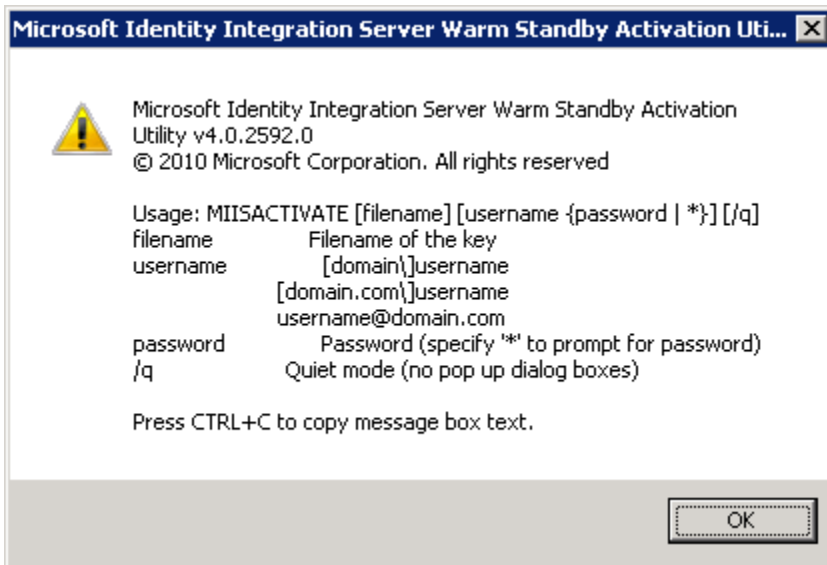 Microsoft Identity Integration Server Warm Standby Activation Uti...
Microsoft Identity Integration Server Warm Standby Activation
Utility v4.0.2592.0
© 2010 Microsoft Corporation. All rights reserved
Usage: MIISACTIVATE [filename] [username {password | *}] [/q]
filename Filename of the key
username [domain\]username
[domain.com\]username
username@domain.com
password Password (specify '*' to prompt for password)
/q Quiet mode (no pop up dialog boxes)
Press CTRL+C to copy message box text.
OK